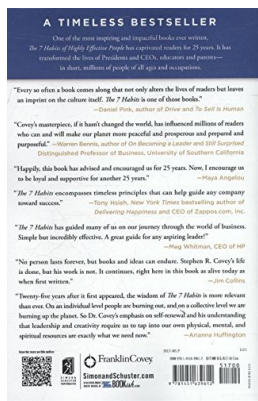 A TIMELESS BESTSELLER
One of the most inspiring and impactful books ever written,
The 7 Habits of Highly Effective People has captivated readers for 25 years. It has
transformed the lives of Presidents and CEOs, educators and parents—
in short, millions of people of all ages and occupations.
"Every so often a book comes along that not only alters the lives of readers but leaves
an imprint on the culture itself. The 7 Habits is one of those books."
—Daniel Pink, author of Drive and To Sell Is Human
"Covey's masterpiece, if it hasn't changed the world, has influenced millions of readers
who can and will make our planet more peaceful and prosperous and prepared and
purposeful." —Warren Bennis, author of On Becoming a Leader and Still Surprised
Distinguished Professor of Business, University of Southern California
"Happily, this book has advised and encouraged us for 25 years. Now, I encourage us
to be loyal and supportive for another 25 years." —Maya Angelou
"The 7 Habits encompasses timeless principles that can help guide any company
toward success." —Tony Hsieh, New York Times bestselling author of
Delivering Happiness and CEO of Zappos.com, Inc.
"The 7 Habits has guided many of us on our journey through the world of business.
Simple but incredibly effective. A great guide for any aspiring leader!"
—Meg Whitman, CEO of HP
"No person lasts forever, but books and ideas can endure. Stephen R. Covey's life
is done, but his work is not. It continues, right here in this book as alive today as
when first written." —Jim Collins
"Twenty-five years after it first appeared, the wisdom of The 7 Habits is more relevant
than ever. On an individual level people are burning out, and on a collective level we are
burning up the planet. So Dr. Covey's emphasis on self-renewal and his understanding
that leadership and creativity require us to tap into our own physical, mental, and
spiritual resources are exactly what we need now." —Arianna Huffington
FranklinCovey
SimonandSchuster.com
51700